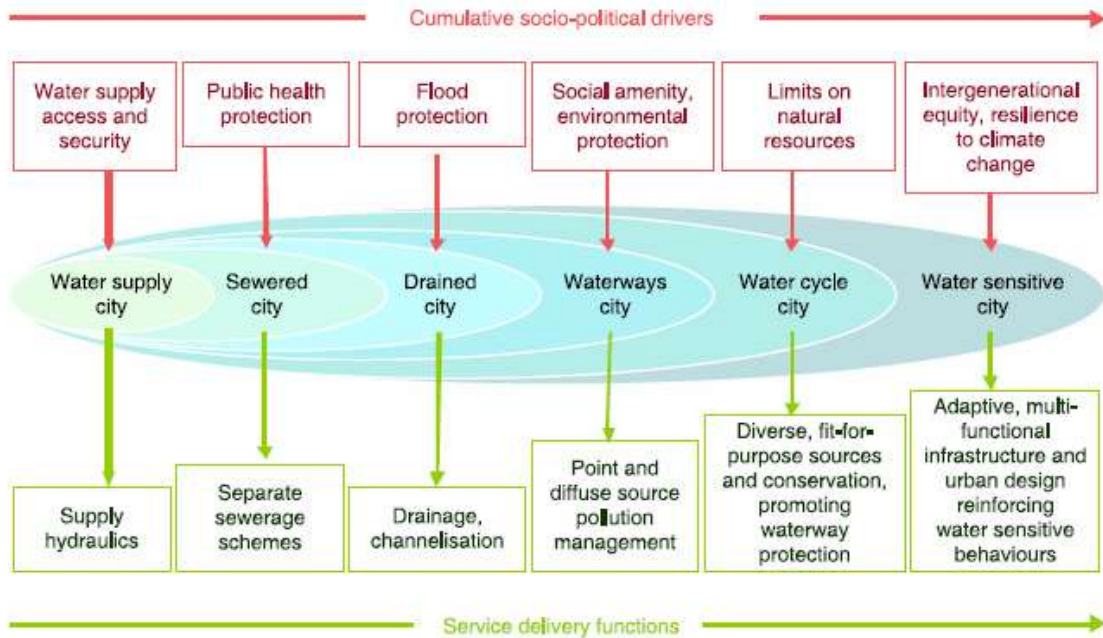 Cumulative socio-political drivers
Water supply
access and
security
Public health
protection
Flood
protection
Social amenity,
environmental
protection
Limits on
natural
resources
Intergenerational
equity, resilience
to climate
change
Water supply
city
Sewered
city
Drained
city
Waterways
city
Water cycle
city
Water sensitive
city
Supply
hydraulics
Separate
sewerage
schemes
Drainage,
channelisation
Point and
diffuse source
pollution
management
Diverse, fit-for-
purpose sources
and conservation,
promoting
waterway
protection
Adaptive, multi-
functional
infrastructure and
urban design
reinforcing
water sensitive
behaviours
Service delivery functions